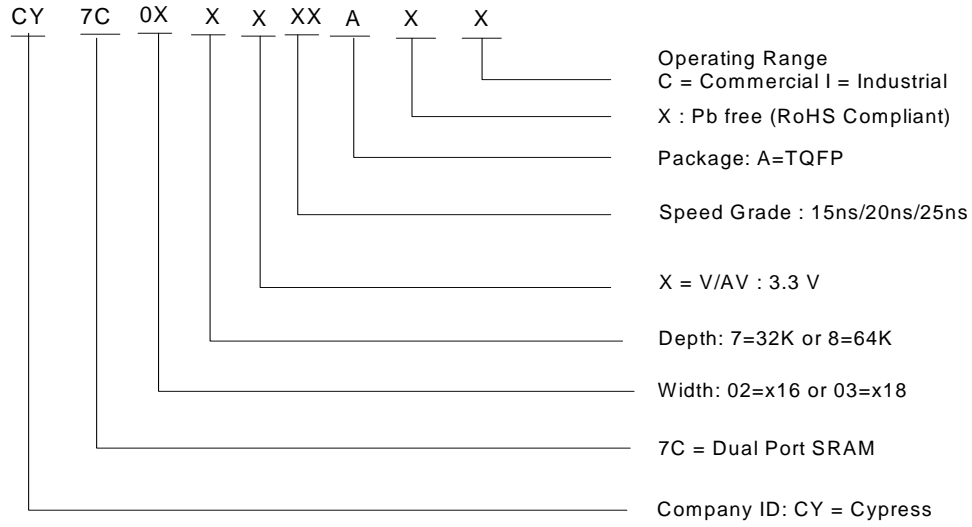 CY 7C 0X X X XX A X X
Operating Range
C = Commercial I = Industrial
X : Pb free (RoHS Compliant)
Package: A=TQFP
Speed Grade : 15ns/20ns/25ns
X = V/AV : 3.3 V
Depth: 7=32K or 8=64K
Width: 02=x16 or 03=x18
7C = Dual Port SRAM
Company ID: CY = Cypress